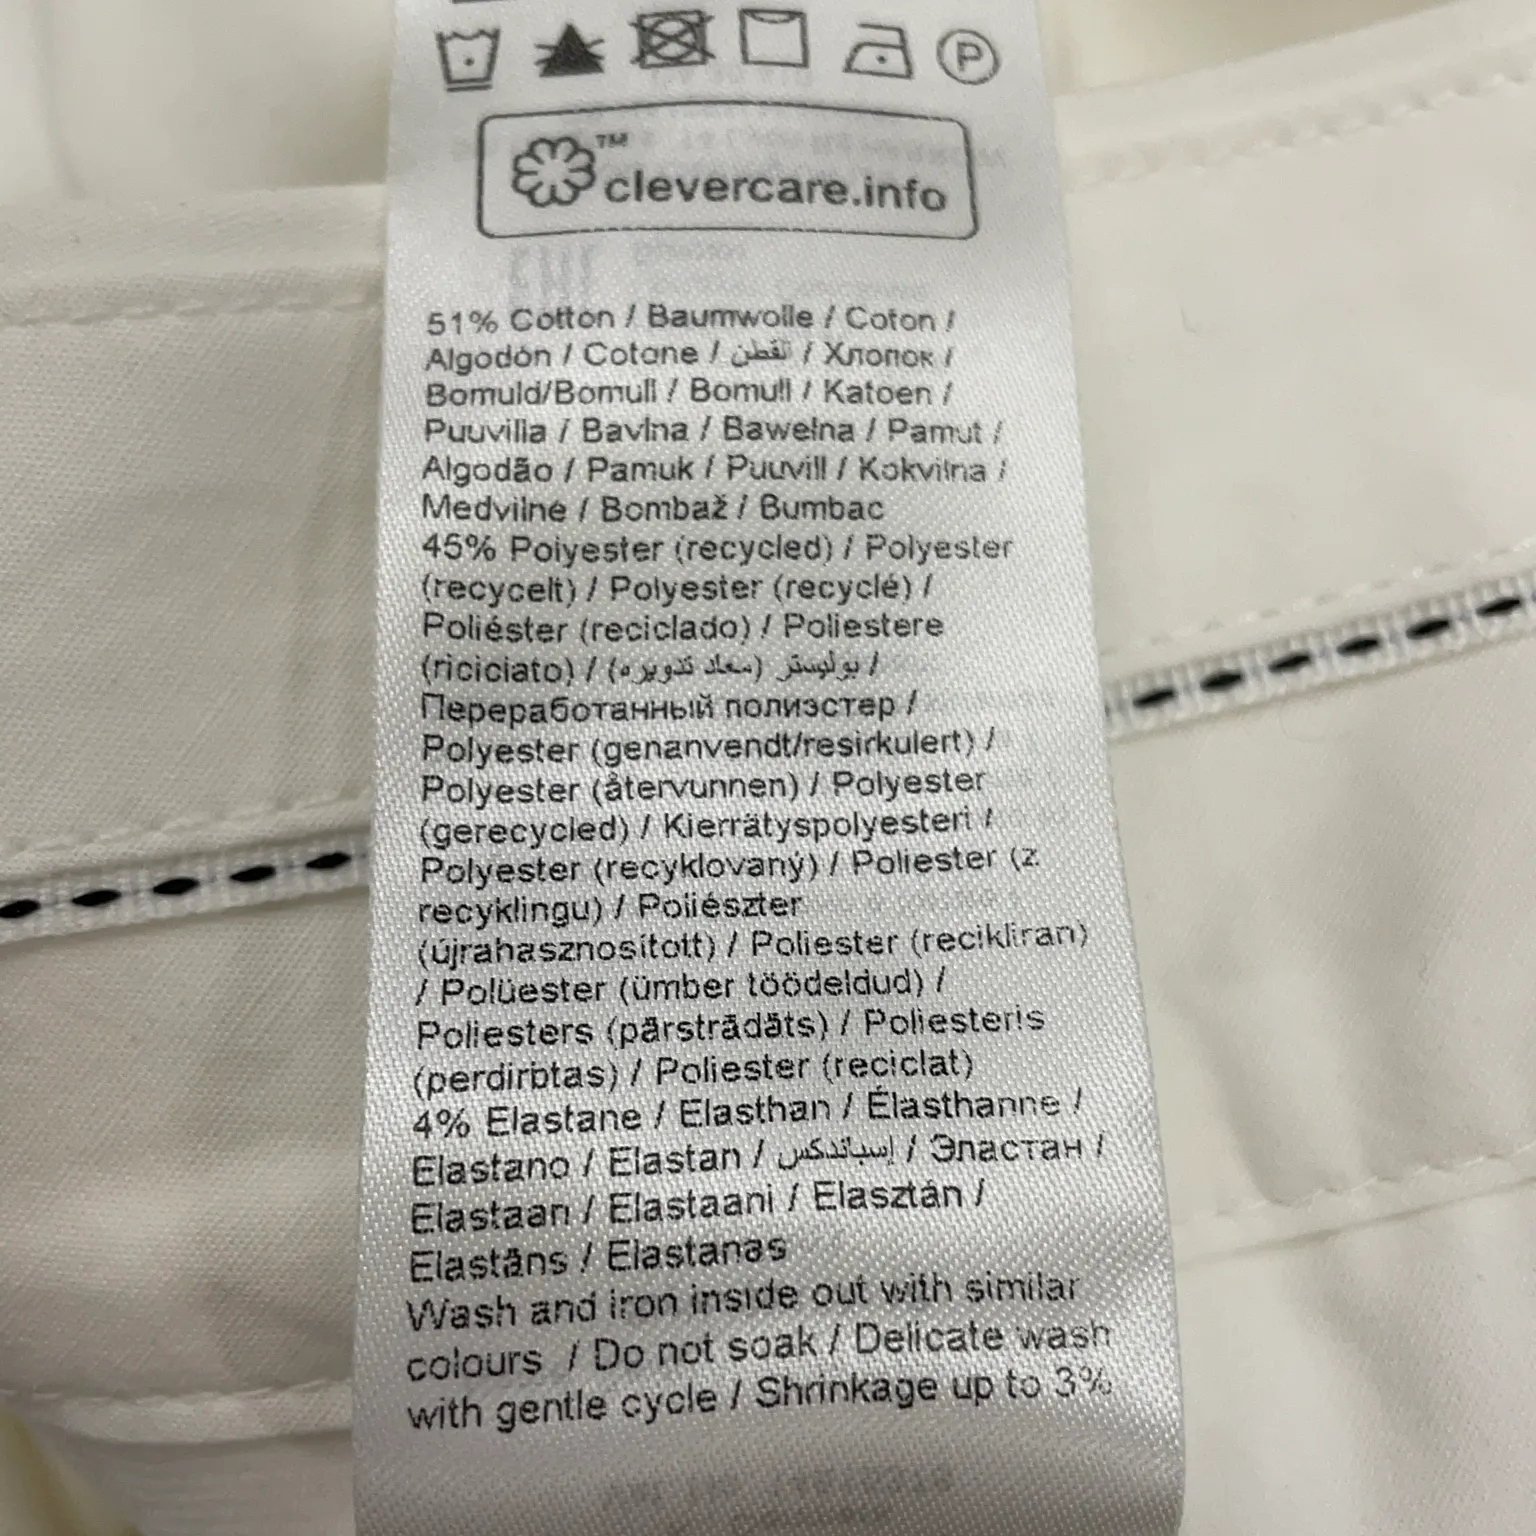 P
™
clevercare.info
51% Cotton / Baumwolle / Coton /
Algodón / Cotone / القطن / Хлопок /
Bomuld/Bomull / Bomull / Katoen /
Puuvilla / Bavlna / Bawełna / Pamut /
Algodão / Pamuk / Puuvill / Kokvilna /
Medvilnė / Bombaž / Bumbac
45% Polyester (recycled) / Polyester
(recycelt) / Polyester (recyclé) /
Poliéster (reciclado) / Poliestere
(riciclato) / بوليستر (معاد تدويره) /
Переработанный полиэстер /
Polyester (genanvendt/resirkulert) /
Polyester (återvunnen) / Polyester
(gerecycled) / Kierrätyspolyesteri /
Polyester (recyklovaný) / Poliester (z
recyklingu) / Poliészter
(újrahasznosított) / Poliester (recikliran)
/ Polüester (ümber töödeldud) /
Poliesters (pārstrādāts) / Poliesteris
(perdirbtas) / Poliester (reciclat)
4% Elastane / Elasthan / Élasthanne /
Elastano / Elastan / إسباندكس / Эластан /
Elastaan / Elastaani / Elasztán /
Elastāns / Elastanas
Wash and iron inside out with similar
colours / Do not soak / Delicate wash
with gentle cycle / Shrinkage up to 3%